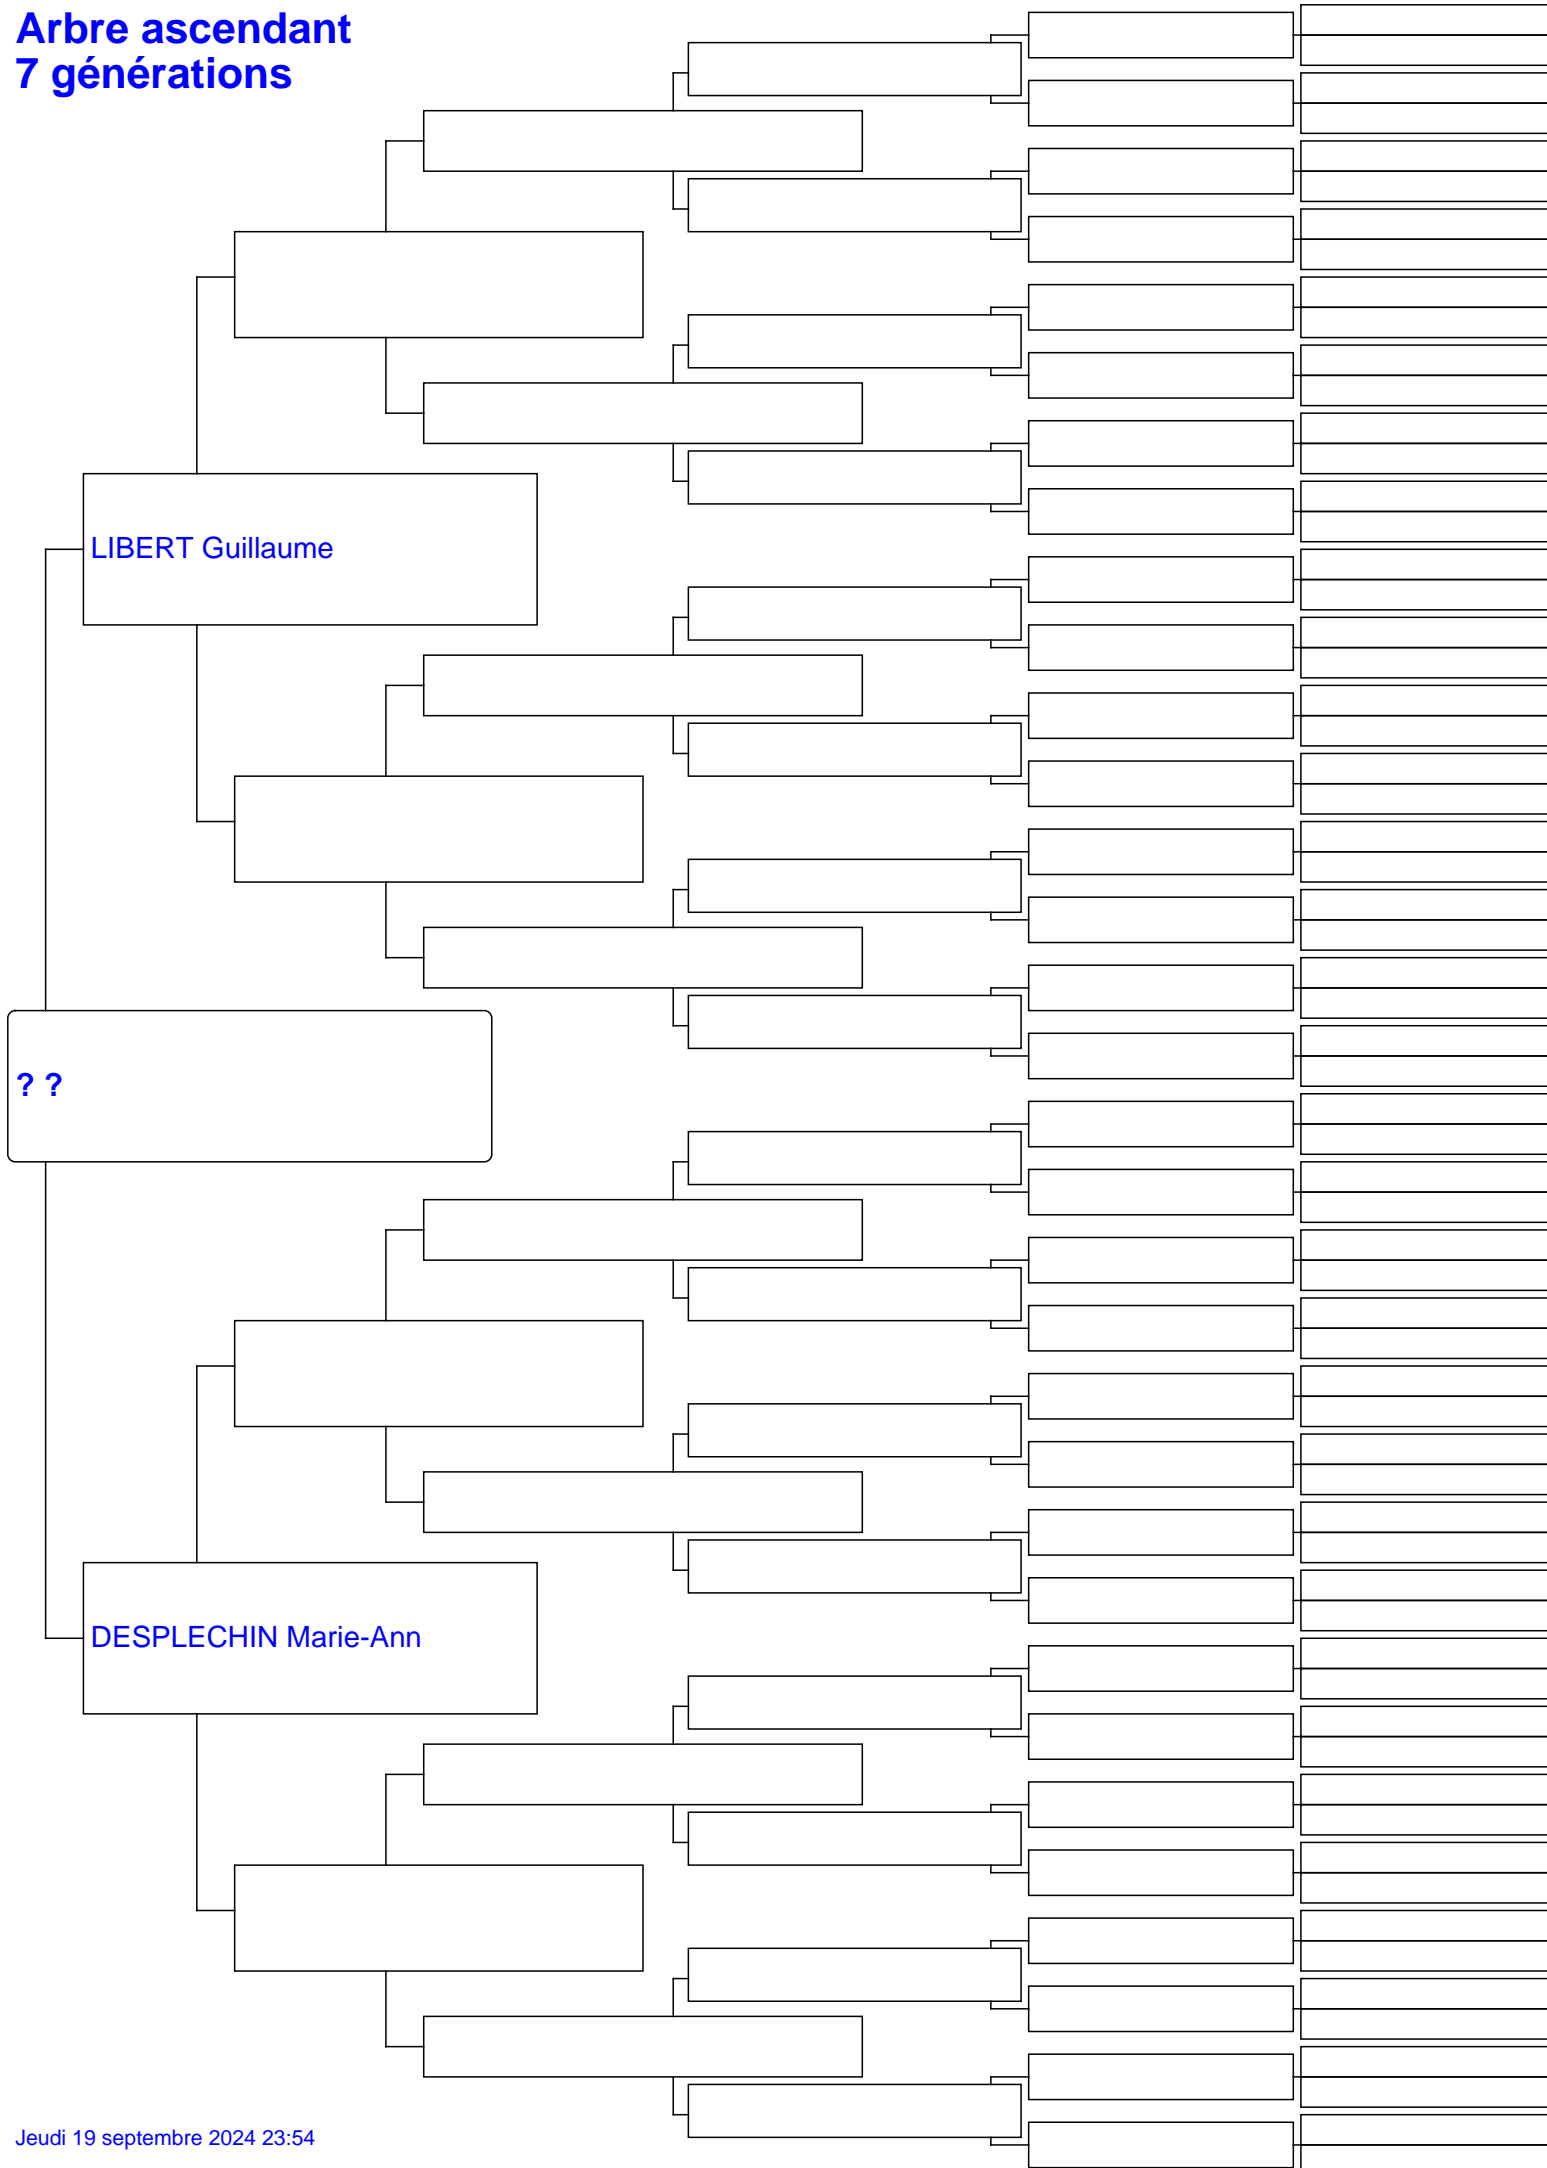 Arbre ascendant
7 générations
LIBERT Guillaume
? ?
DESPLECHIN Marie-Ann
Jeudi 19 septembre 2024 23:54